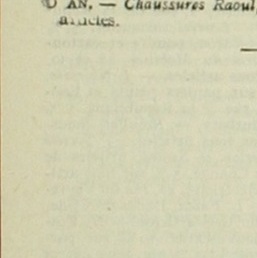 AN. — Chaussures Raoul,
articles.